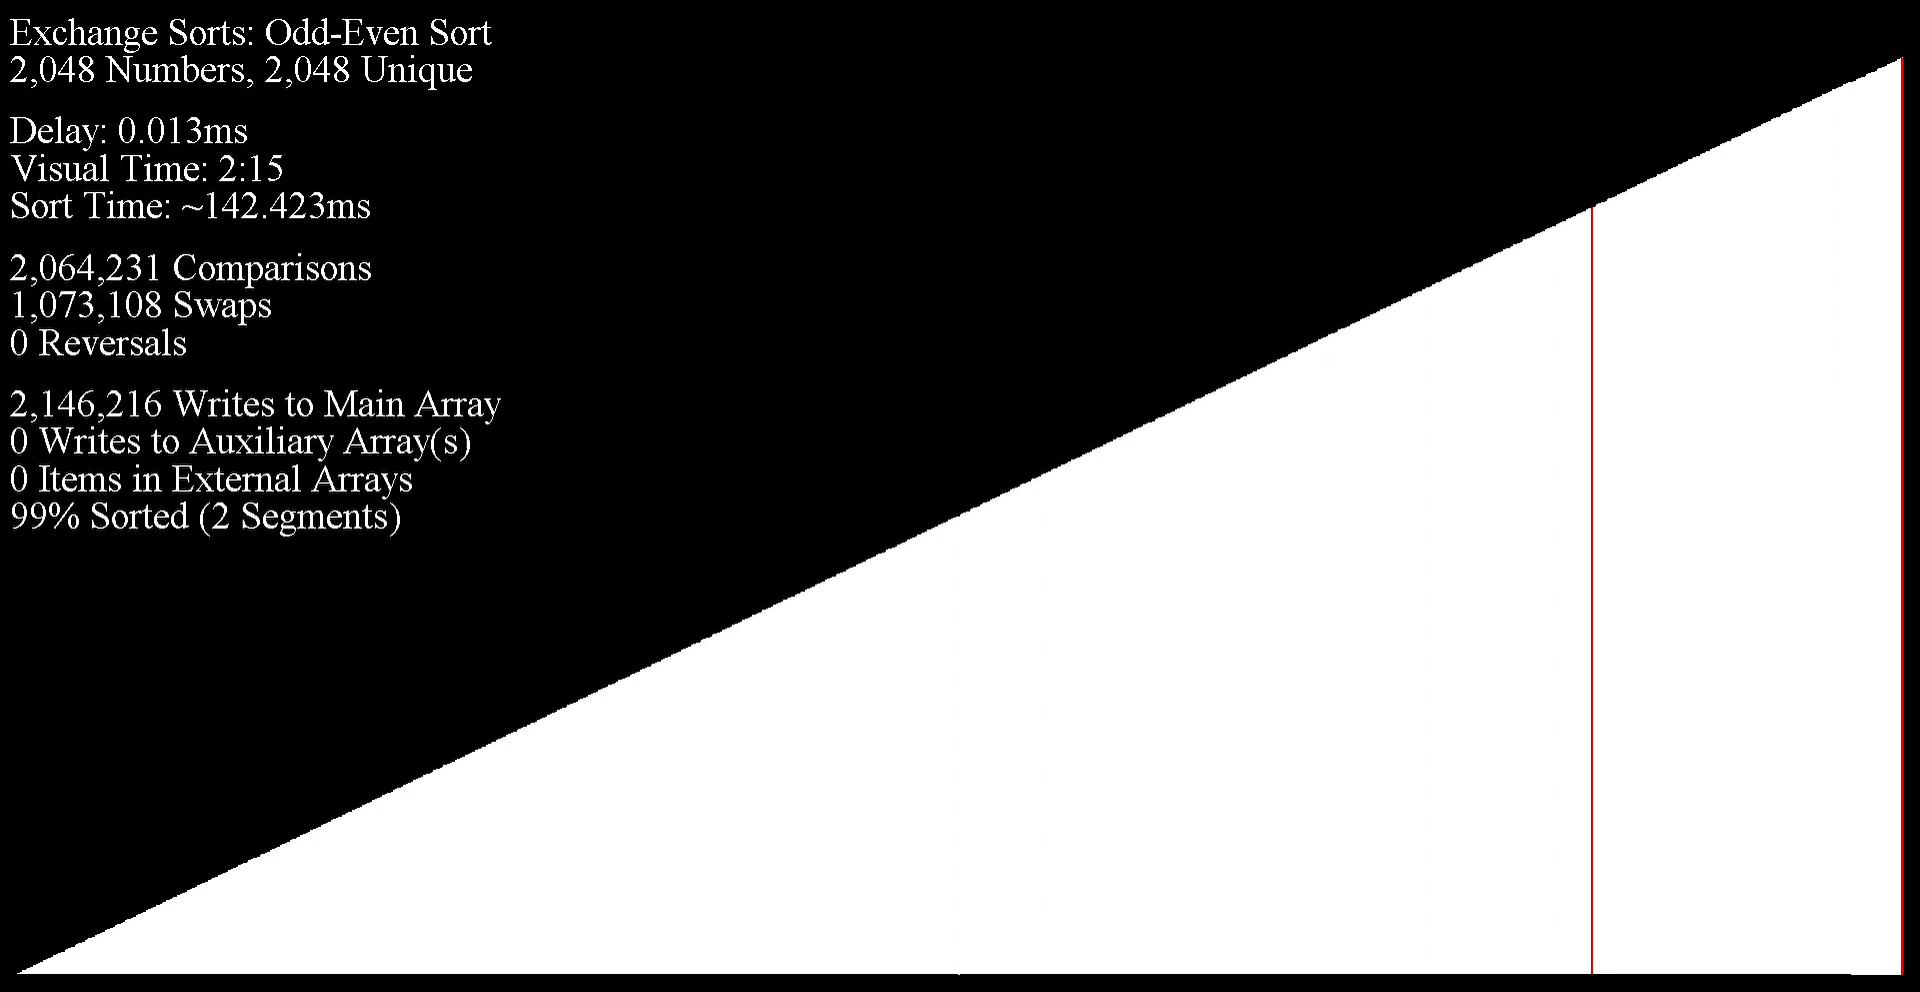 Exchange Sorts: Odd-Even Sort
2,048 Numbers, 2,048 Unique
Delay: 0.013ms
Visual Time: 2:15
Sort Time: ~142.423ms
2,064,231 Comparisons
1,073,108 Swaps
0 Reversals
2,146,216 Writes to Main Array
0 Writes to Auxiliary Array(s)
0 Items in External Arrays
99% Sorted (2 Segments)